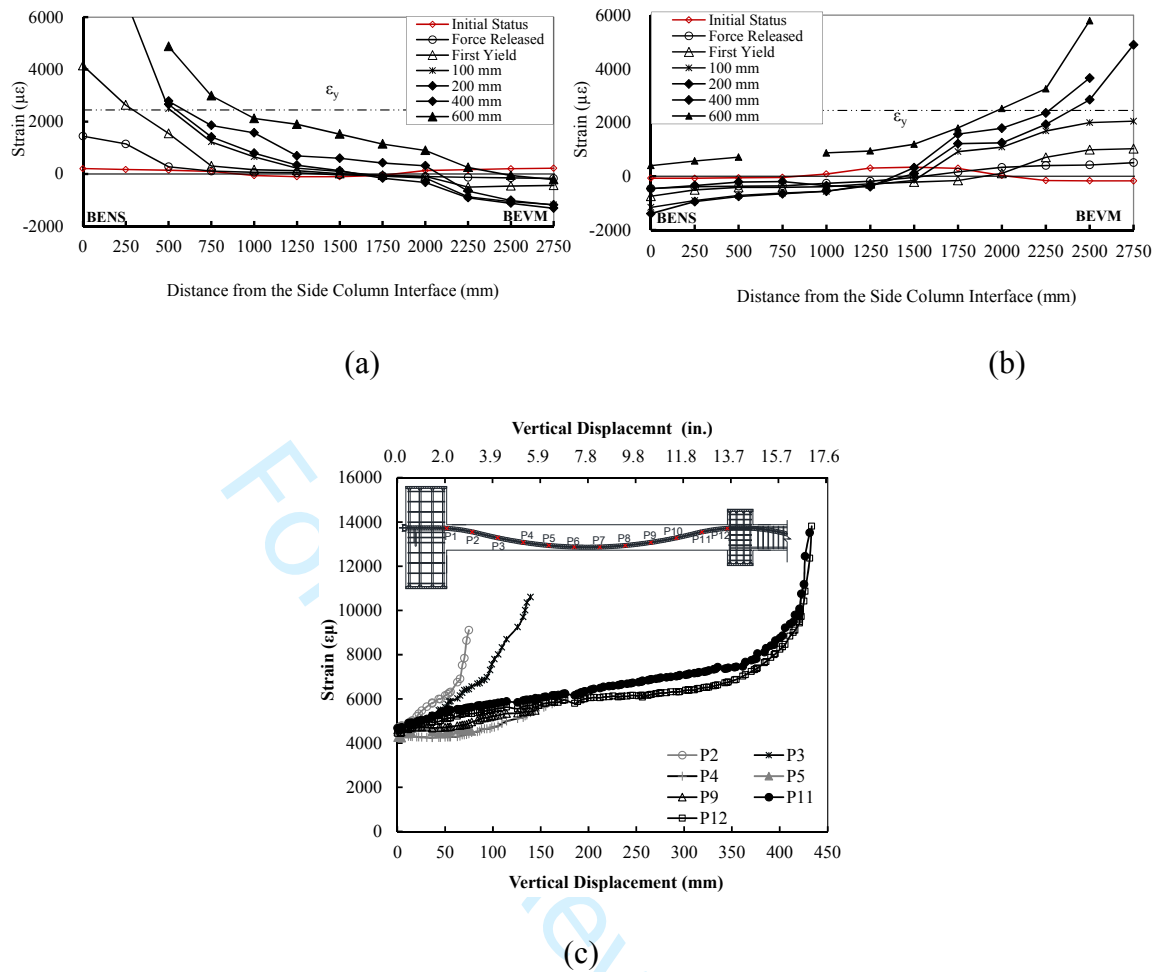 6000
4000
2000
0
-2000
Strain (με)
Initial Status
Force Released
First Yield
100 mm
200 mm
400 mm
600 mm
εy
BENS
BEVM
0 250 500 750 1000 1250 1500 1750 2000 2250 2500 2750
Distance from the Side Column Interface (mm)
(a)
6000
4000
2000
0
-2000
Strain (με)
Initial Status
Force Released
First Yield
100 mm
200 mm
400 mm
600 mm
εy
BENS
BEVM
0 250 500 750 1000 1250 1500 1750 2000 2250 2500 2750
Distance from the Side Column Interface (mm)
(b)
Vertical Displacemnt (in.)
0.0 2.0 3.9 5.9 7.8 9.8 11.8 13.7 15.7 17.6
16000
14000
12000
10000
8000
6000
4000
2000
0
Strain (εμ)
P1 P2 P3 P4 P5 P6 P7 P8 P9 P10 P11 P12
P2 P3
P4 P5
P9 P11
P12
0 50 100 150 200 250 300 350 400 450
Vertical Displacement (mm)
(c)